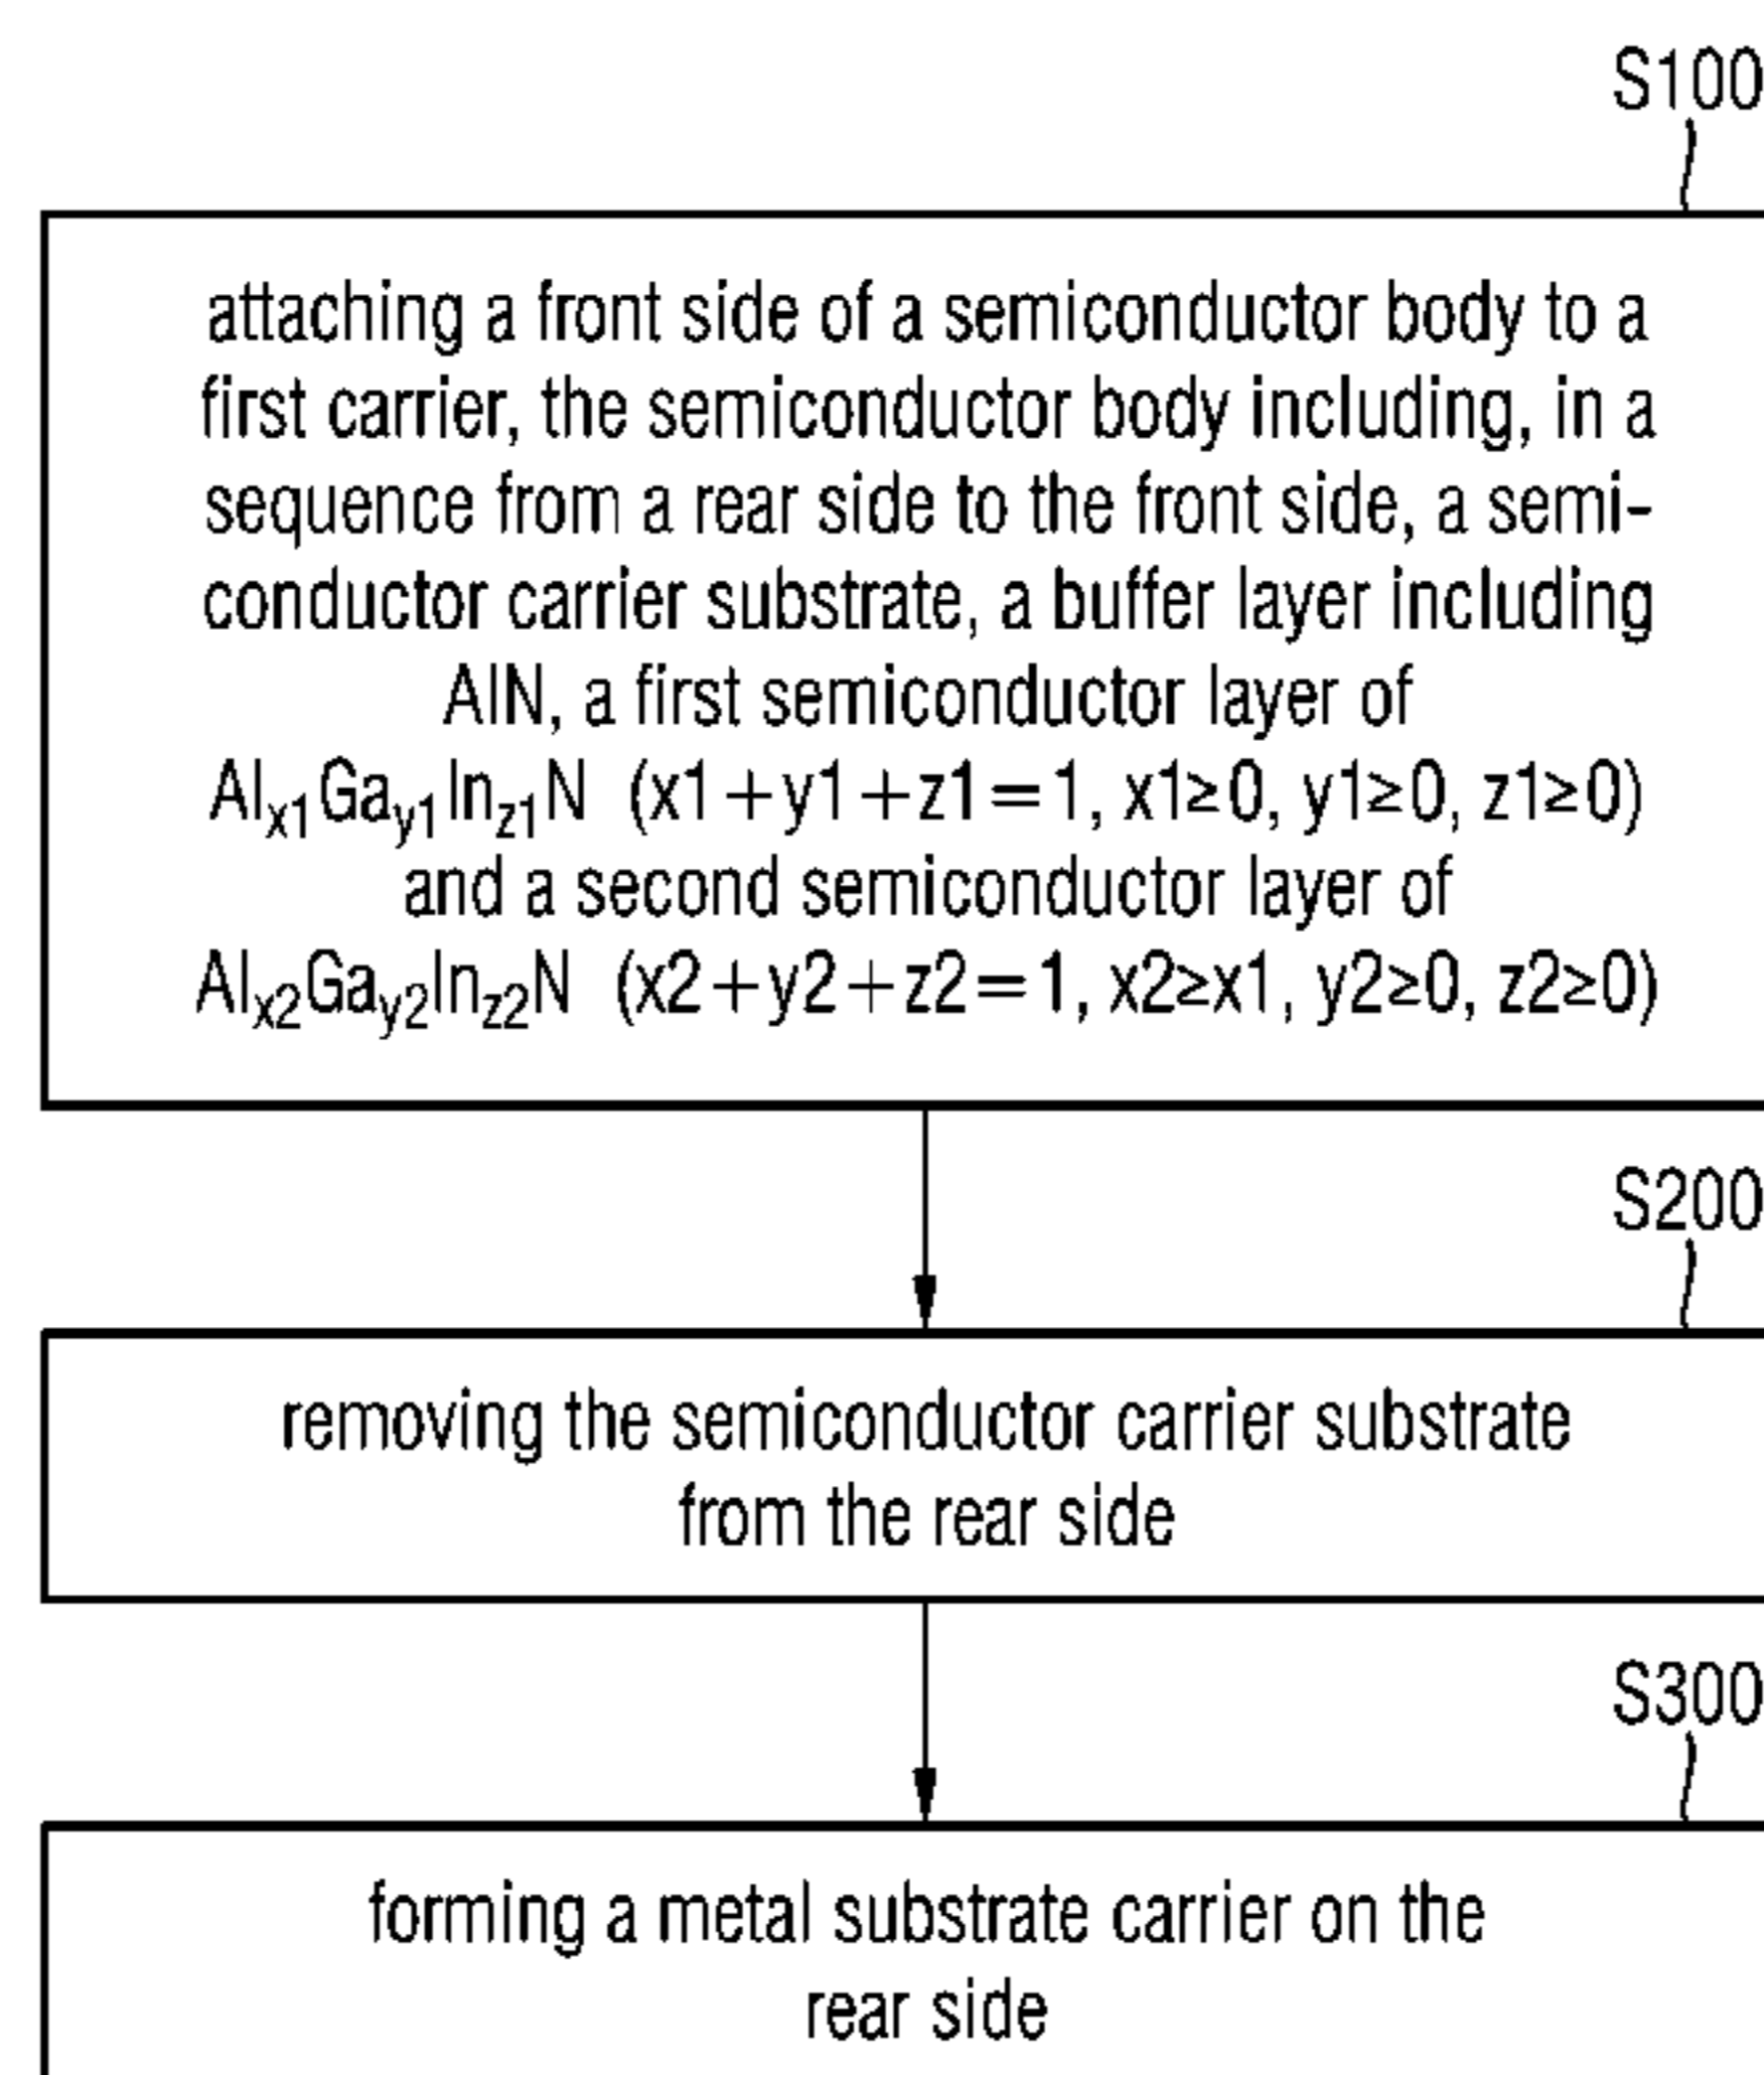 S100
attaching a front side of a semiconductor body to a
first carrier, the semiconductor body including, in a
sequence from a rear side to the front side, a semi-
conductor carrier substrate, a buffer layer including
AlN, a first semiconductor layer of
Alx1Gay1Inz1N (x1+y1+z1=1, x1≥0, y1≥0, z1≥0)
and a second semiconductor layer of
Alx2Gay2Inz2N (x2+y2+z2=1, x2≥x1, y2≥0, z2≥0)
S200
removing the semiconductor carrier substrate
from the rear side
S300
forming a metal substrate carrier on the
rear side